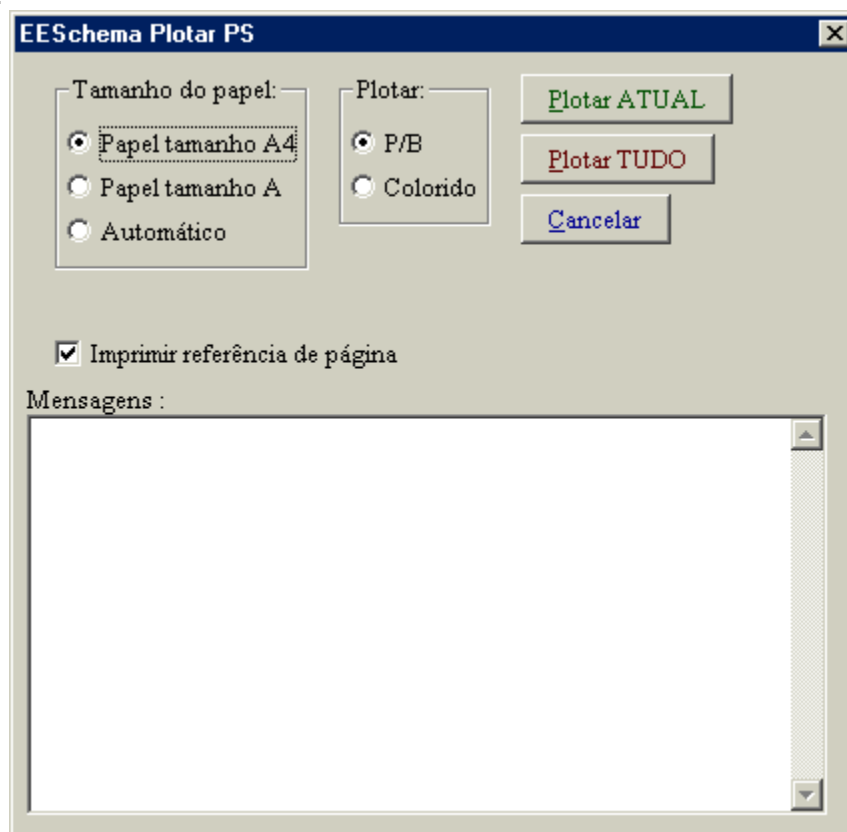 EESchema Plotar PS
Tamanho do papel:
Papel tamanho A4
Papel tamanho A
Automático
Plotar:
P/B
Colorido
Plotar ATUAL
Plotar TUDO
Cancelar
Imprimir referência de página
Mensagens :